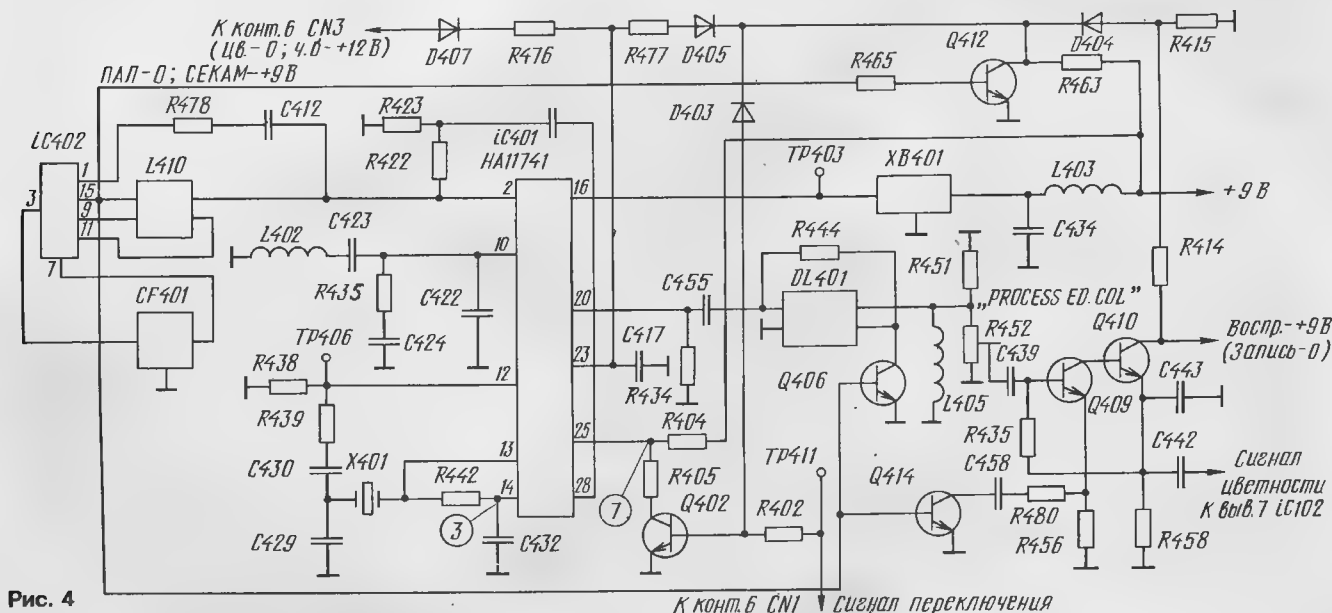 К конт. 6 CN3
(Цв.-0; ч.б-+12 В)
D407
R476
R477
D405
Q412
D404
R415
ПАЛ-0; СЕКАМ-+9 В
R465
R463
R478
C412
R423
iC401
HA11741
D403
iC402
1
15
9
11
3
7
L410
R422
2
16
TP403
XB401
L403
+9 В
C423
L402
10
C434
R444
R414
CF401
R435
C422
C424
20
C455
DL401
R451
„PROCESS ED. COL"
R452
Q410
Воспр.-+9В
(Запись-0)
TP406
23
C417
C439
R438
12
R434
Q406
C443
Q409
R439
L405
R404
25
R435
C442
C430
X401
13
TP411
R442
R405
Q414
C458
Сигнал
цветности
К выв.7 iC102
14
28
7
Q402
3
R402
R480
C429
C432
R456
R458
Рис. 4
К конт. 6 CN1
Сигнал переключения